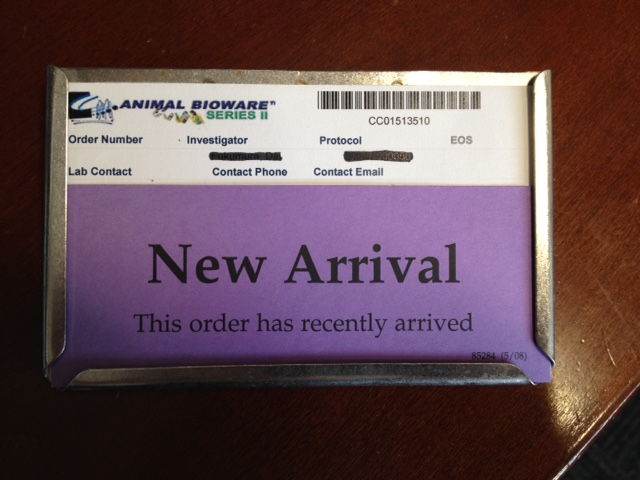 ANIMAL BIOWARE™
SERIES II
CC01513510
Order Number Investigator Protocol EOS
Lab Contact Contact Phone Contact Email
New Arrival
This order has recently arrived
85284 (5/08)